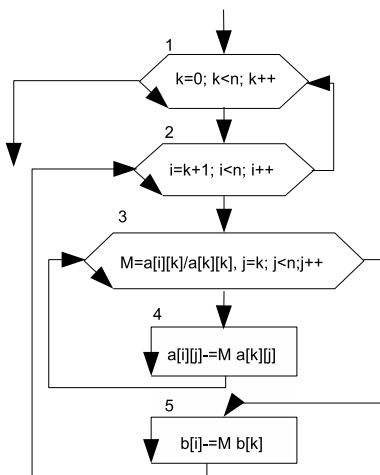 1
k=0; k<n; k++
2
i=k+1; i<n; i++
3
M=a[i][k]/a[k][k], j=k; j<n;j++
4
a[i][j]-=M a[k][j]
5
b[i]-=M b[k]